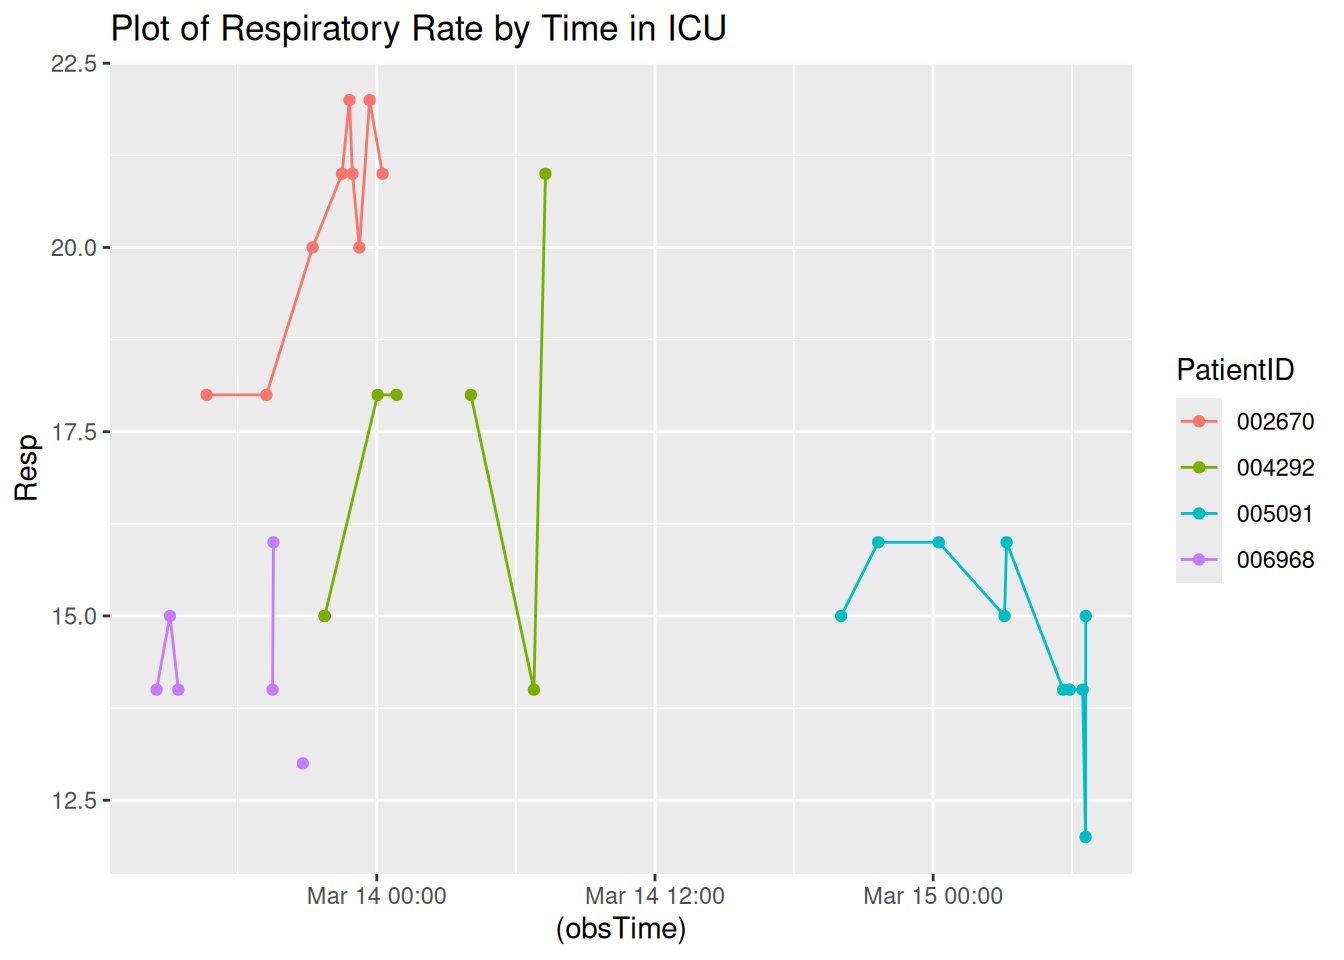 Plot of Respiratory Rate by Time in ICU
22.5
20.0
17.5
15.0
12.5
Resp
Mar 14 00:00
Mar 14 12:00
Mar 15 00:00
(obsTime)
PatientID
002670
004292
005091
006968